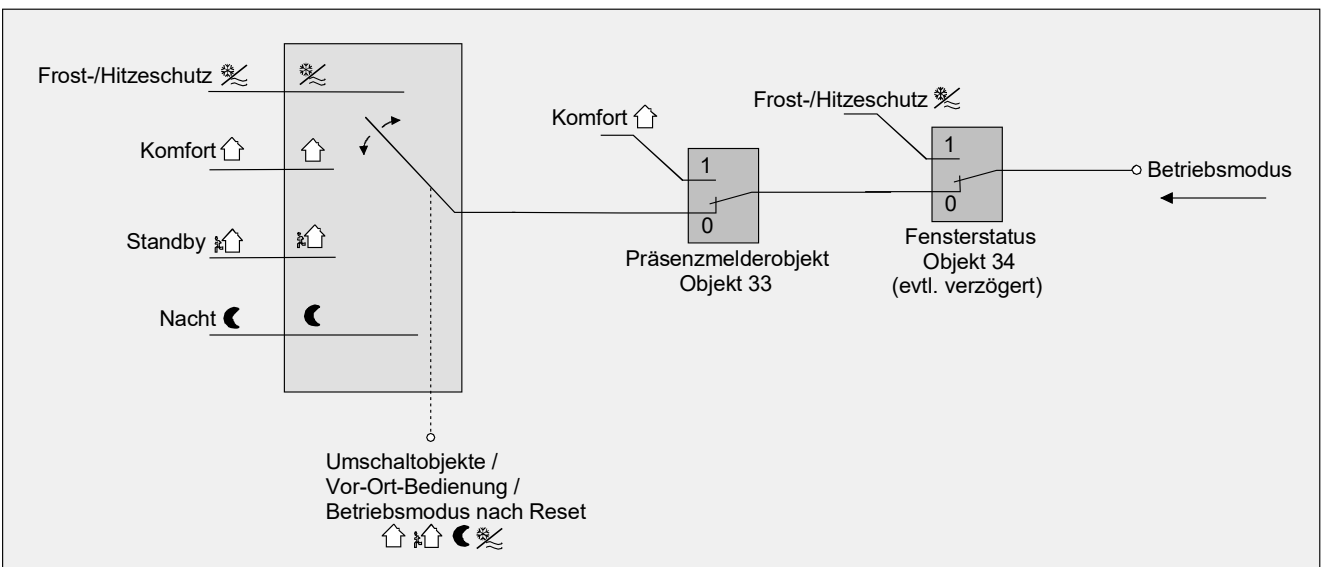 Frost-/Hitzeschutz
Komfort
Standby
Nacht
Umschaltobjekte /
Vor-Ort-Bedienung /
Betriebsmodus nach Reset
Komfort
1
0
Präsenzmelderobjekt
Objekt 33
Frost-/Hitzeschutz
1
0
Fensterstatus
Objekt 34
(evtl. verzögert)
Betriebsmodus